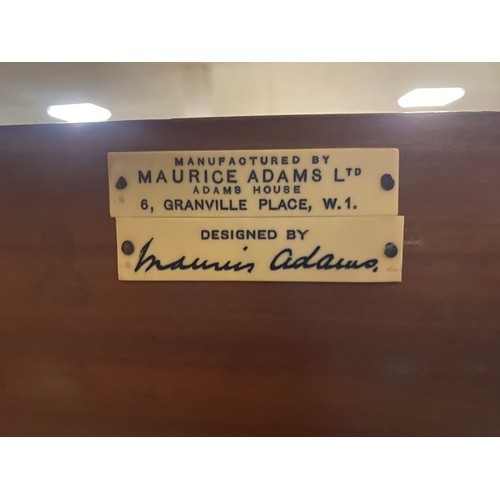 MANUFACTURED BY
MAURICE ADAMS LTD
ADAMS HOUSE
6, GRANVILLE PLACE, W.1.
DESIGNED BY
Maurice Adams.